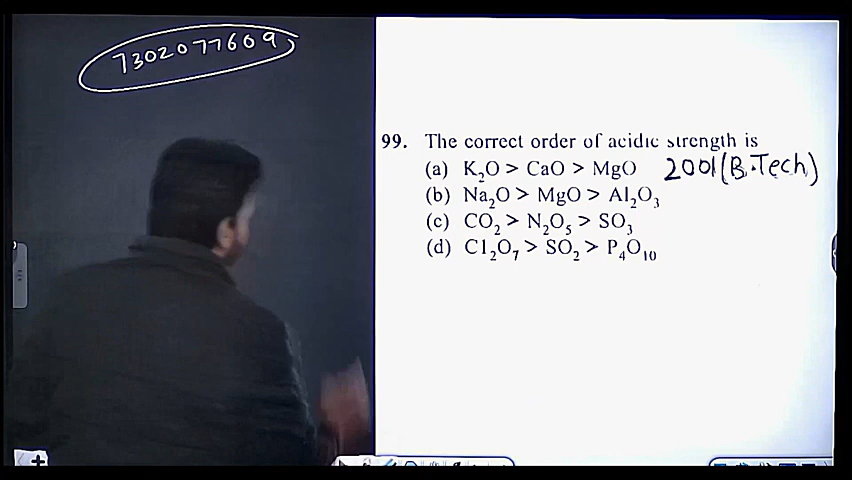 7302077609
99. The correct order of acidic strength is
(a) K₂O > CaO > MgO 2001(B.Tech)
(b) Na₂O > MgO > Al₂O₃
(c) CO₂ > N₂O₅ > SO₃
(d) Cl₂O₇ > SO₂ > P₄O₁₀